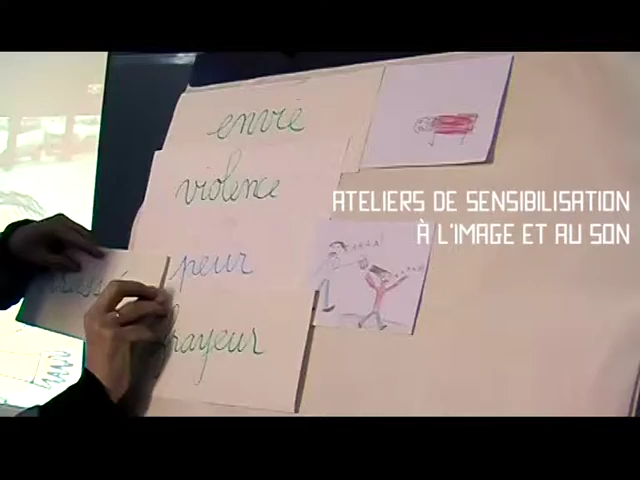 envie
violence
peur
frayeur
ATELIERS DE SENSIBILISATION
À L'IMAGE ET AU SON